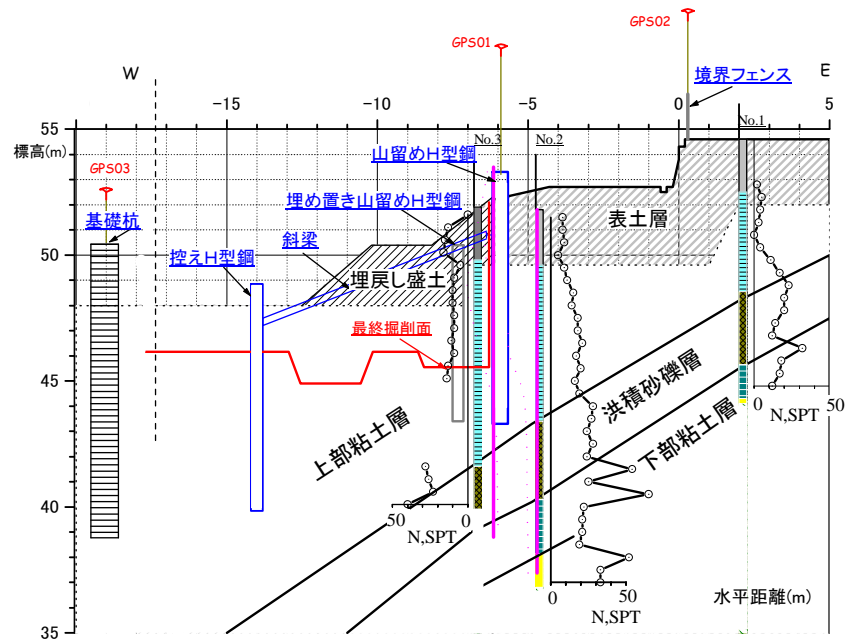 GPS02
GPS01
W
境界フェンス
E
-15
-10
-5
0
5
55
標高(m)
No.3
No.2
No.1
GPS03
山留めH型鋼
埋め置き山留めH型鋼
基礎杭
控えH型鋼
斜梁
表土層
50
埋戻し盛土
最終掘削面
45
洪積砂礫層
上部粘土層
下部粘土層
0
50
N,SPT
40
50
0
N,SPT
0
50
N,SPT
水平距離(m)
35